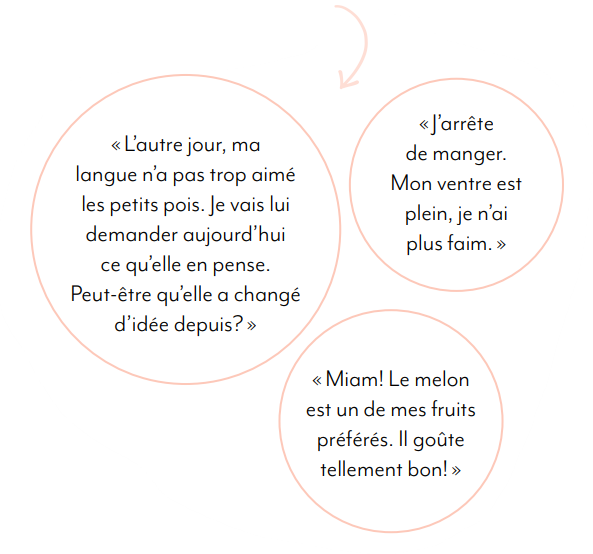 « L’autre jour, ma
langue n’a pas trop aimé
les petits pois. Je vais lui
demander aujourd’hui
ce qu’elle en pense.
Peut-être qu’elle a changé
d’idée depuis? »
« J’arrête
de manger.
Mon ventre est
plein, je n’ai
plus faim. »
« Miam! Le melon
est un de mes fruits
préférés. Il goûte
tellement bon! »